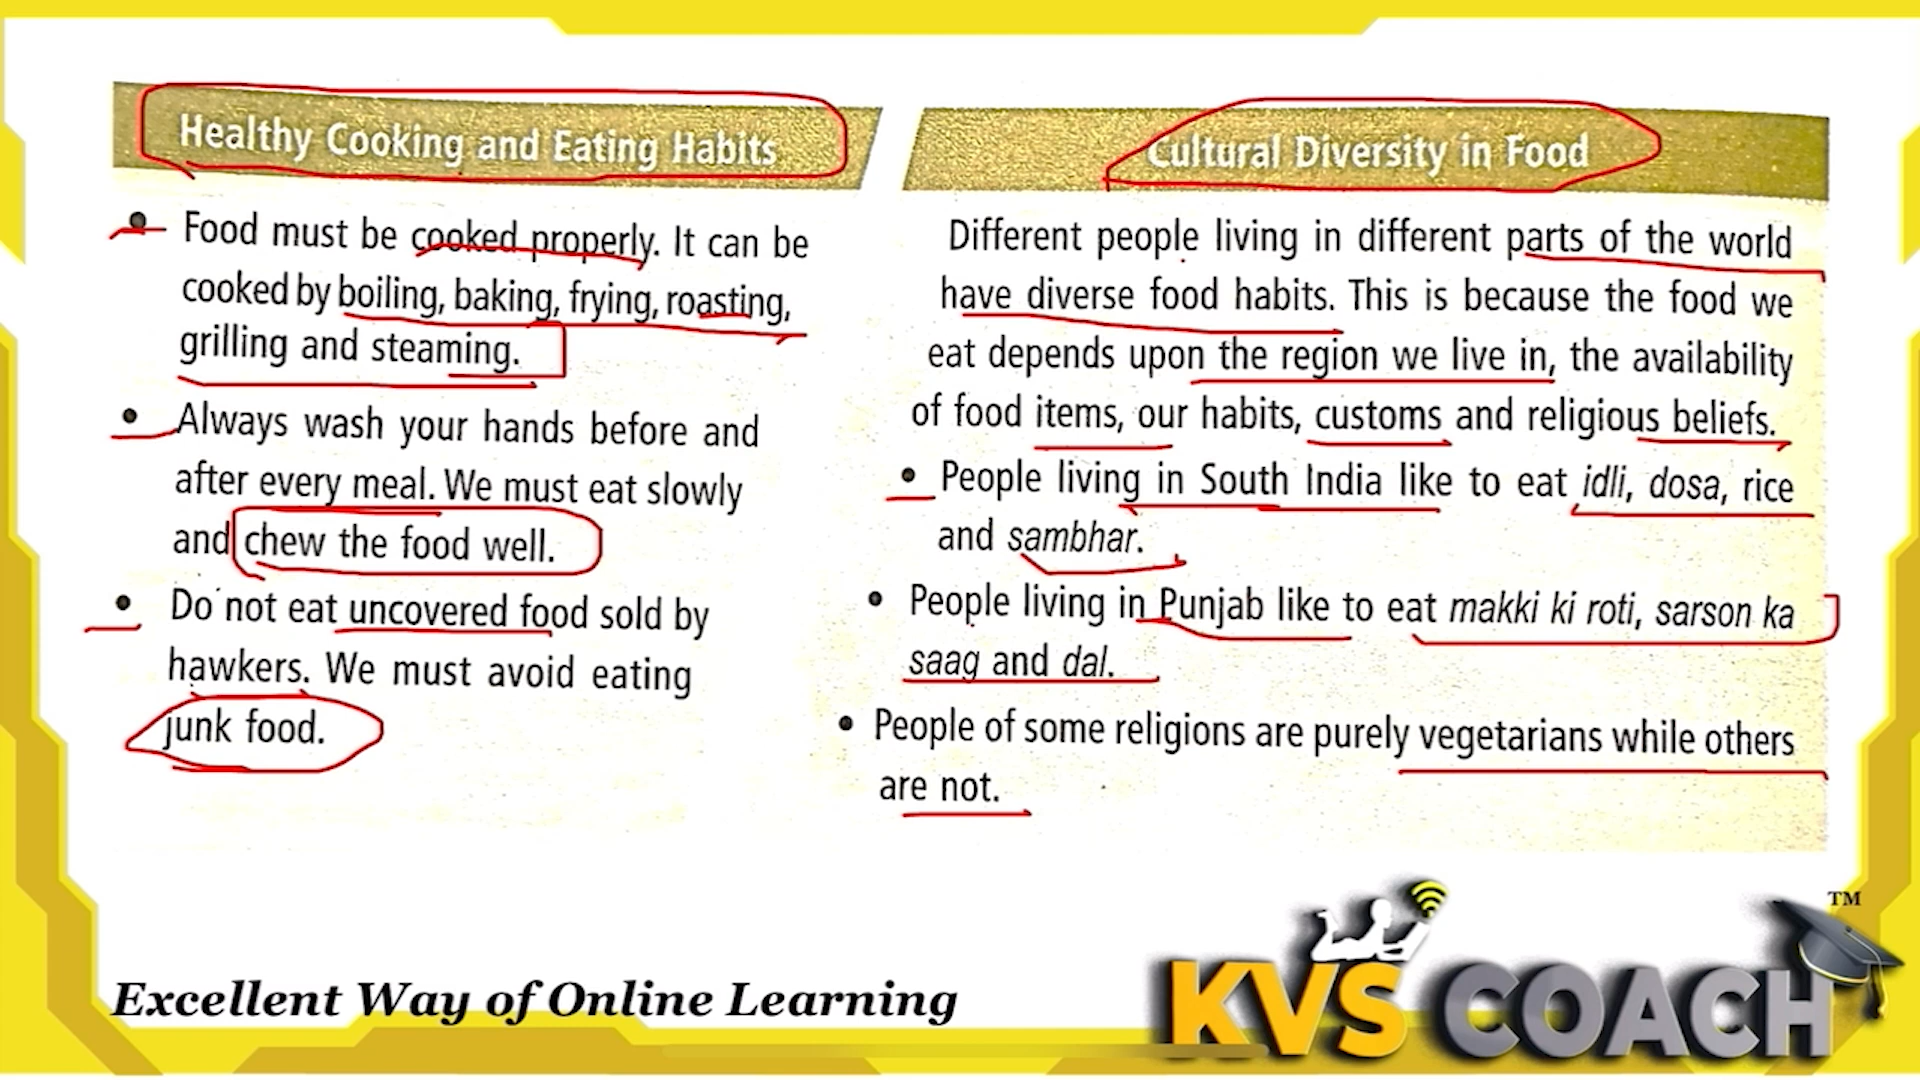 Healthy Cooking and Eating Habits
Food must be cooked properly. It can be
cooked by boiling, baking, frying, roasting,
grilling and steaming.
Always wash your hands before and
after every meal. We must eat slowly
and chew the food well.
Do not eat uncovered food sold by
hawkers. We must avoid eating
junk food.
Cultural Diversity in Food
Different people living in different parts of the world
have diverse food habits. This is because the food we
eat depends upon the region we live in, the availability
of food items, our habits, customs and religious beliefs.
People living in South India like to eat idli, dosa, rice
and sambhar.
People living in Punjab like to eat makki ki roti, sarson ka
saag and dal.
People of some religions are purely vegetarians while others
are not.
Excellent Way of Online Learning
KVS COACH
TM